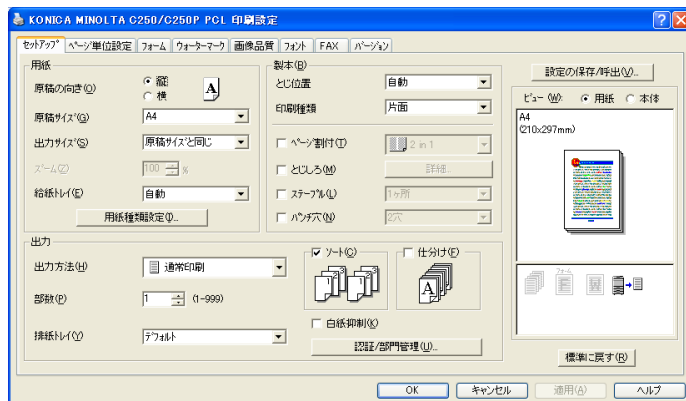 KONICA MINOLTA C250/C250P PCL 印刷設定
セットアップ ページ単位設定 フォーム ウォーターマーク 画像品質 フォント FAX バージョン
用紙
原稿の向き(O) 縦
横
原稿サイズ(G) A4
出力サイズ(S) 原稿サイズと同じ
ズーム(Z) 100 %
給紙トレイ(E) 自動
用紙種類設定(I)...
製本(B)
とじ位置 自動
印刷種類 片面
ページ割付(T) 2 in 1
とじしろ(M) 詳細...
ステープル(L) 1ヶ所
パンチ穴(N) 2穴
設定の保存/呼出(V)...
ビュー(W): 用紙 本体
A4
(210x297mm)
出力
出力方法(H) 通常印刷
部数(P) 1 (1-999)
排紙トレイ(Y) デフォルト
ソート(C) 仕分け(F)
白紙抑制(K)
認証/部門管理(U)...
フォーム
標準に戻す(R)
OK キャンセル 適用(A) ヘルプ